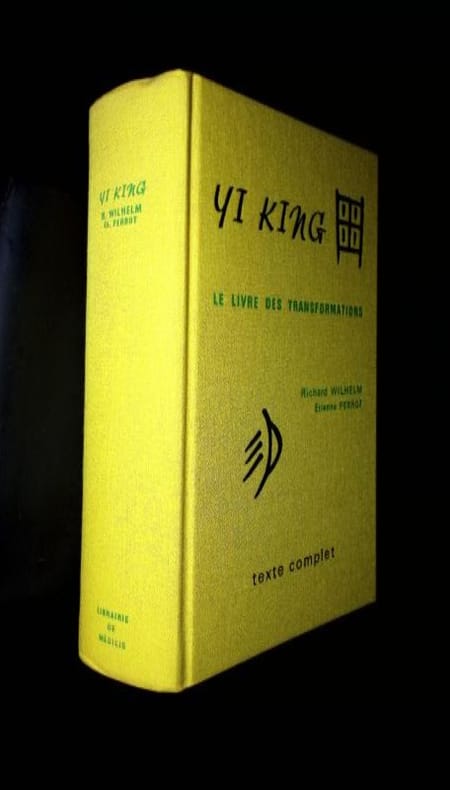 YI KING
R. WILHELM
Et. PERROT
LIBRAIRIE
DE
MÉDICIS
YI KING
LE LIVRE DES TRANSFORMATIONS
Richard WILHELM
Etienne PERROT
texte complet